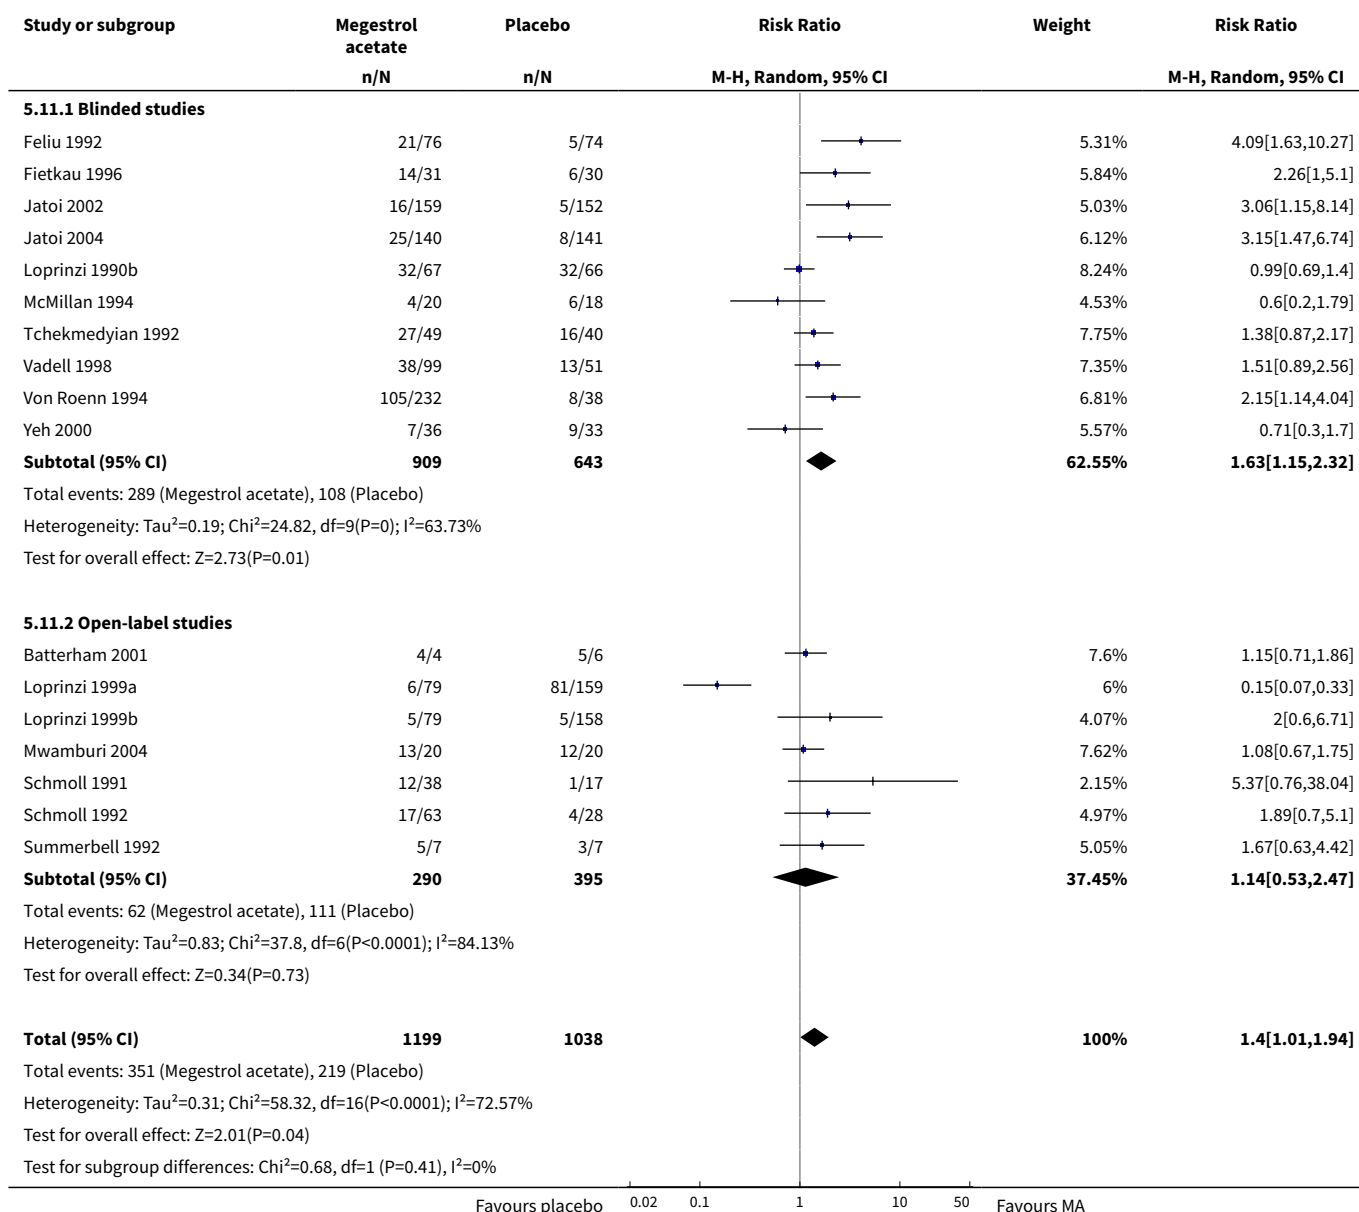 Study or subgroup Megestrol acetate Placebo Risk Ratio Weight Risk Ratio
n/N n/N M-H, Random, 95% CI M-H, Random, 95% CI
5.11.1 Blinded studies
Feliu 1992 21/76 5/74 5.31% 4.09[1.63,10.27]
Fietkau 1996 14/31 6/30 5.84% 2.26[1,5.1]
Jatoi 2002 16/159 5/152 5.03% 3.06[1.15,8.14]
Jatoi 2004 25/140 8/141 6.12% 3.15[1.47,6.74]
Loprinzi 1990b 32/67 32/66 8.24% 0.99[0.69,1.4]
McMillan 1994 4/20 6/18 4.53% 0.6[0.2,1.79]
Tchekmedyian 1992 27/49 16/40 7.75% 1.38[0.87,2.17]
Vadell 1998 38/99 13/51 7.35% 1.51[0.89,2.56]
Von Roenn 1994 105/232 8/38 6.81% 2.15[1.14,4.04]
Yeh 2000 7/36 9/33 5.57% 0.71[0.3,1.7]
Subtotal (95% CI) 909 643 62.55% 1.63[1.15,2.32]
Total events: 289 (Megestrol acetate), 108 (Placebo)
Heterogeneity: Tau²=0.19; Chi²=24.82, df=9(P=0); I²=63.73%
Test for overall effect: Z=2.73(P=0.01)
5.11.2 Open-label studies
Batterham 2001 4/4 5/6 7.6% 1.15[0.71,1.86]
Loprinzi 1999a 6/79 81/159 6% 0.15[0.07,0.33]
Loprinzi 1999b 5/79 5/158 4.07% 2[0.6,6.71]
Mwamburi 2004 13/20 12/20 7.62% 1.08[0.67,1.75]
Schmoll 1991 12/38 1/17 2.15% 5.37[0.76,38.04]
Schmoll 1992 17/63 4/28 4.97% 1.89[0.7,5.1]
Summerbell 1992 5/7 3/7 5.05% 1.67[0.63,4.42]
Subtotal (95% CI) 290 395 37.45% 1.14[0.53,2.47]
Total events: 62 (Megestrol acetate), 111 (Placebo)
Heterogeneity: Tau²=0.83; Chi²=37.8, df=6(P<0.0001); I²=84.13%
Test for overall effect: Z=0.34(P=0.73)
Total (95% CI) 1199 1038 100% 1.4[1.01,1.94]
Total events: 351 (Megestrol acetate), 219 (Placebo)
Heterogeneity: Tau²=0.31; Chi²=58.32, df=16(P<0.0001); I²=72.57%
Test for overall effect: Z=2.01(P=0.04)
Test for subgroup differences: Chi²=0.68, df=1 (P=0.41), I²=0%
Favours placebo 0.02 0.1 1 10 50 Favours MA